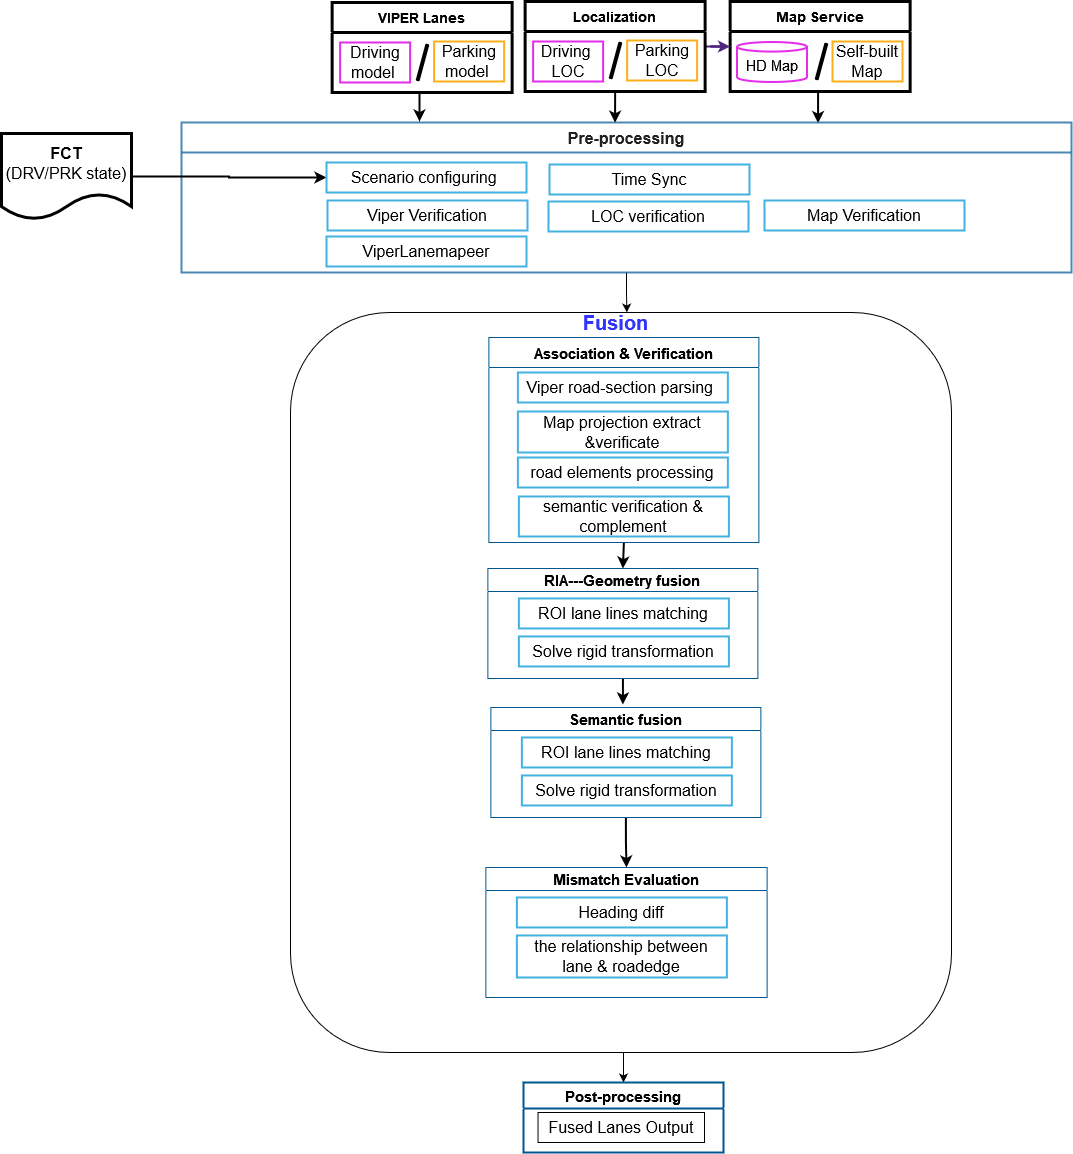 VIPER Lanes
Driving
model
/
Parking
model
Localization
Driving
LOC
/
Parking
LOC
Map Service
HD Map
/
Self-built
Map
FCT
(DRV/PRK state)
Pre-processing
Scenario configuring
Time Sync
Viper Verification
LOC verification
Map Verification
ViperLanemapeer
Fusion
Association & Verification
Viper road-section parsing
Map projection extract
&verificate
road elements processing
semantic verification &
complement
RIA---Geometry fusion
ROI lane lines matching
Solve rigid transformation
Semantic fusion
ROI lane lines matching
Solve rigid transformation
Mismatch Evaluation
Heading diff
the relationship between
lane & roadedge
Post-processing
Fused Lanes Output